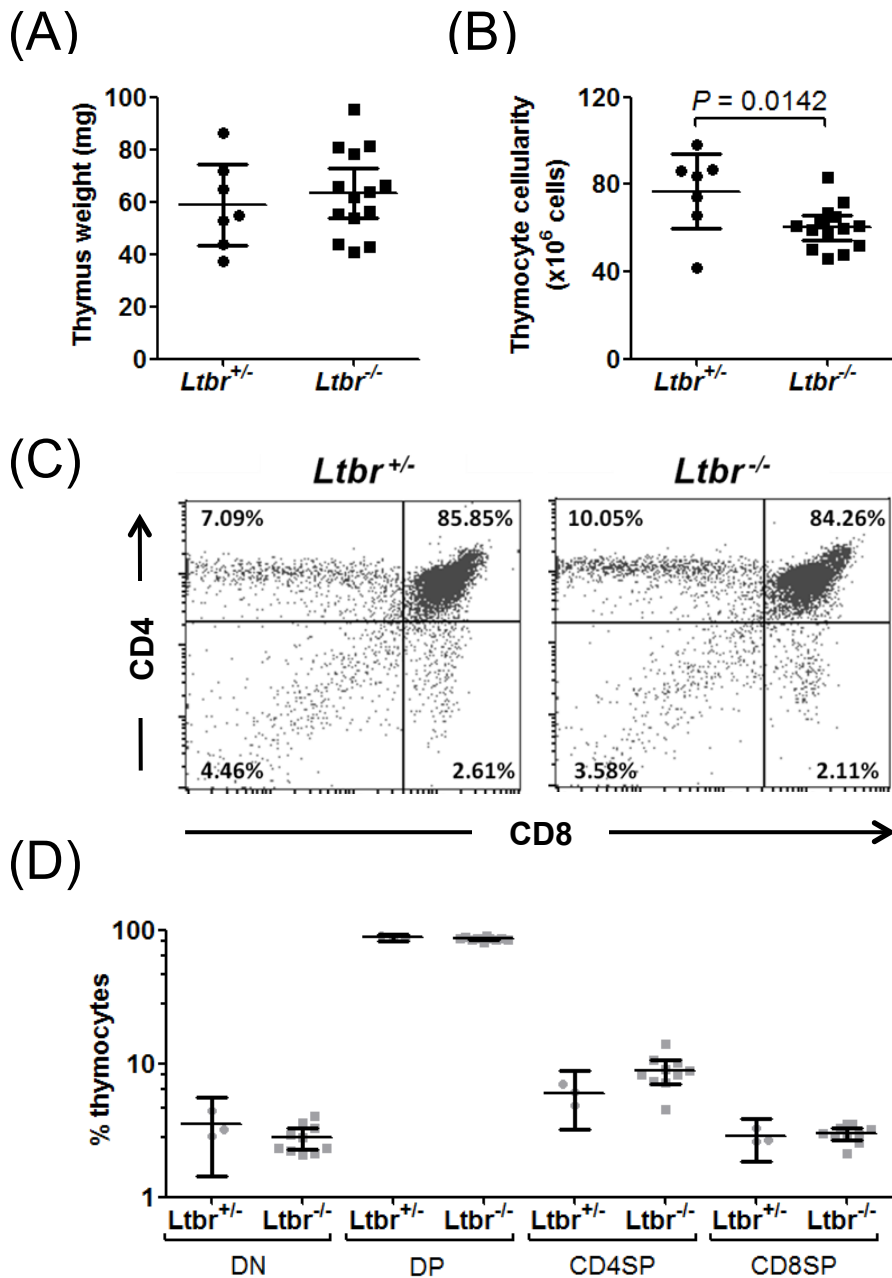 (A)
Thymus weight (mg)
100
80
60
40
20
0
Ltbr+/-
Ltbr-/-
(B)
Thymocyte cellularity
(x10⁶ cells)
120
80
40
0
P = 0.0142
Ltbr+/-
Ltbr-/-
(C)
Ltbr+/-
Ltbr-/-
7.09%
85.85%
4.46%
2.61%
10.05%
84.26%
3.58%
2.11%
CD4
CD8
(D)
% thymocytes
100
10
1
Ltbr+/- Ltbr-/- Ltbr+/- Ltbr-/- Ltbr+/- Ltbr-/- Ltbr+/- Ltbr-/-
DN DP CD4SP CD8SP